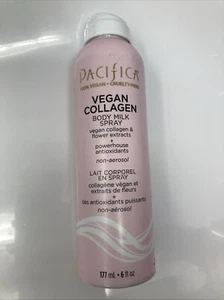 PACIFICA
100% VEGAN • CRUELTY-FREE
VEGAN
COLLAGEN
BODY MILK
SPRAY
vegan collagen &
flower extracts
+
powerhouse
antioxidants
non-aerosol
LAIT CORPOREL
EN SPRAY
collagène végan et
extraits de fleurs
+
des antioxidants puissants
non-aérosol
177 ml • 6 fl oz